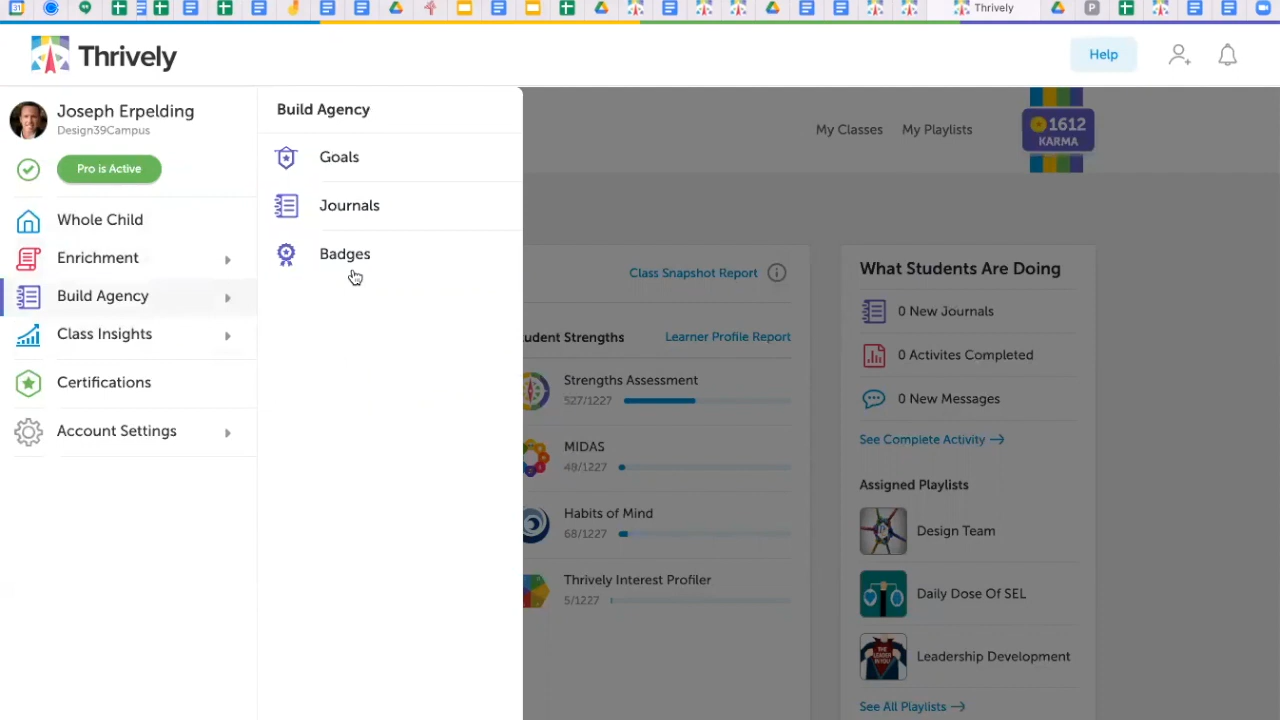 Thrively
Thrively
Help
Joseph Erpelding
Design39Campus
Pro is Active
Whole Child
Enrichment
Build Agency
Class Insights
Certifications
Account Settings
Build Agency
Goals
Journals
Badges
My Classes
My Playlists
1612
KARMA
Class Snapshot Report
udent Strengths
Learner Profile Report
Strengths Assessment
527/1227
MIDAS
48/1227
Habits of Mind
68/1227
Thrively Interest Profiler
5/1227
What Students Are Doing
0 New Journals
0 Activites Completed
0 New Messages
See Complete Activity →
Assigned Playlists
Design Team
Daily Dose Of SEL
Leadership Development
See All Playlists →